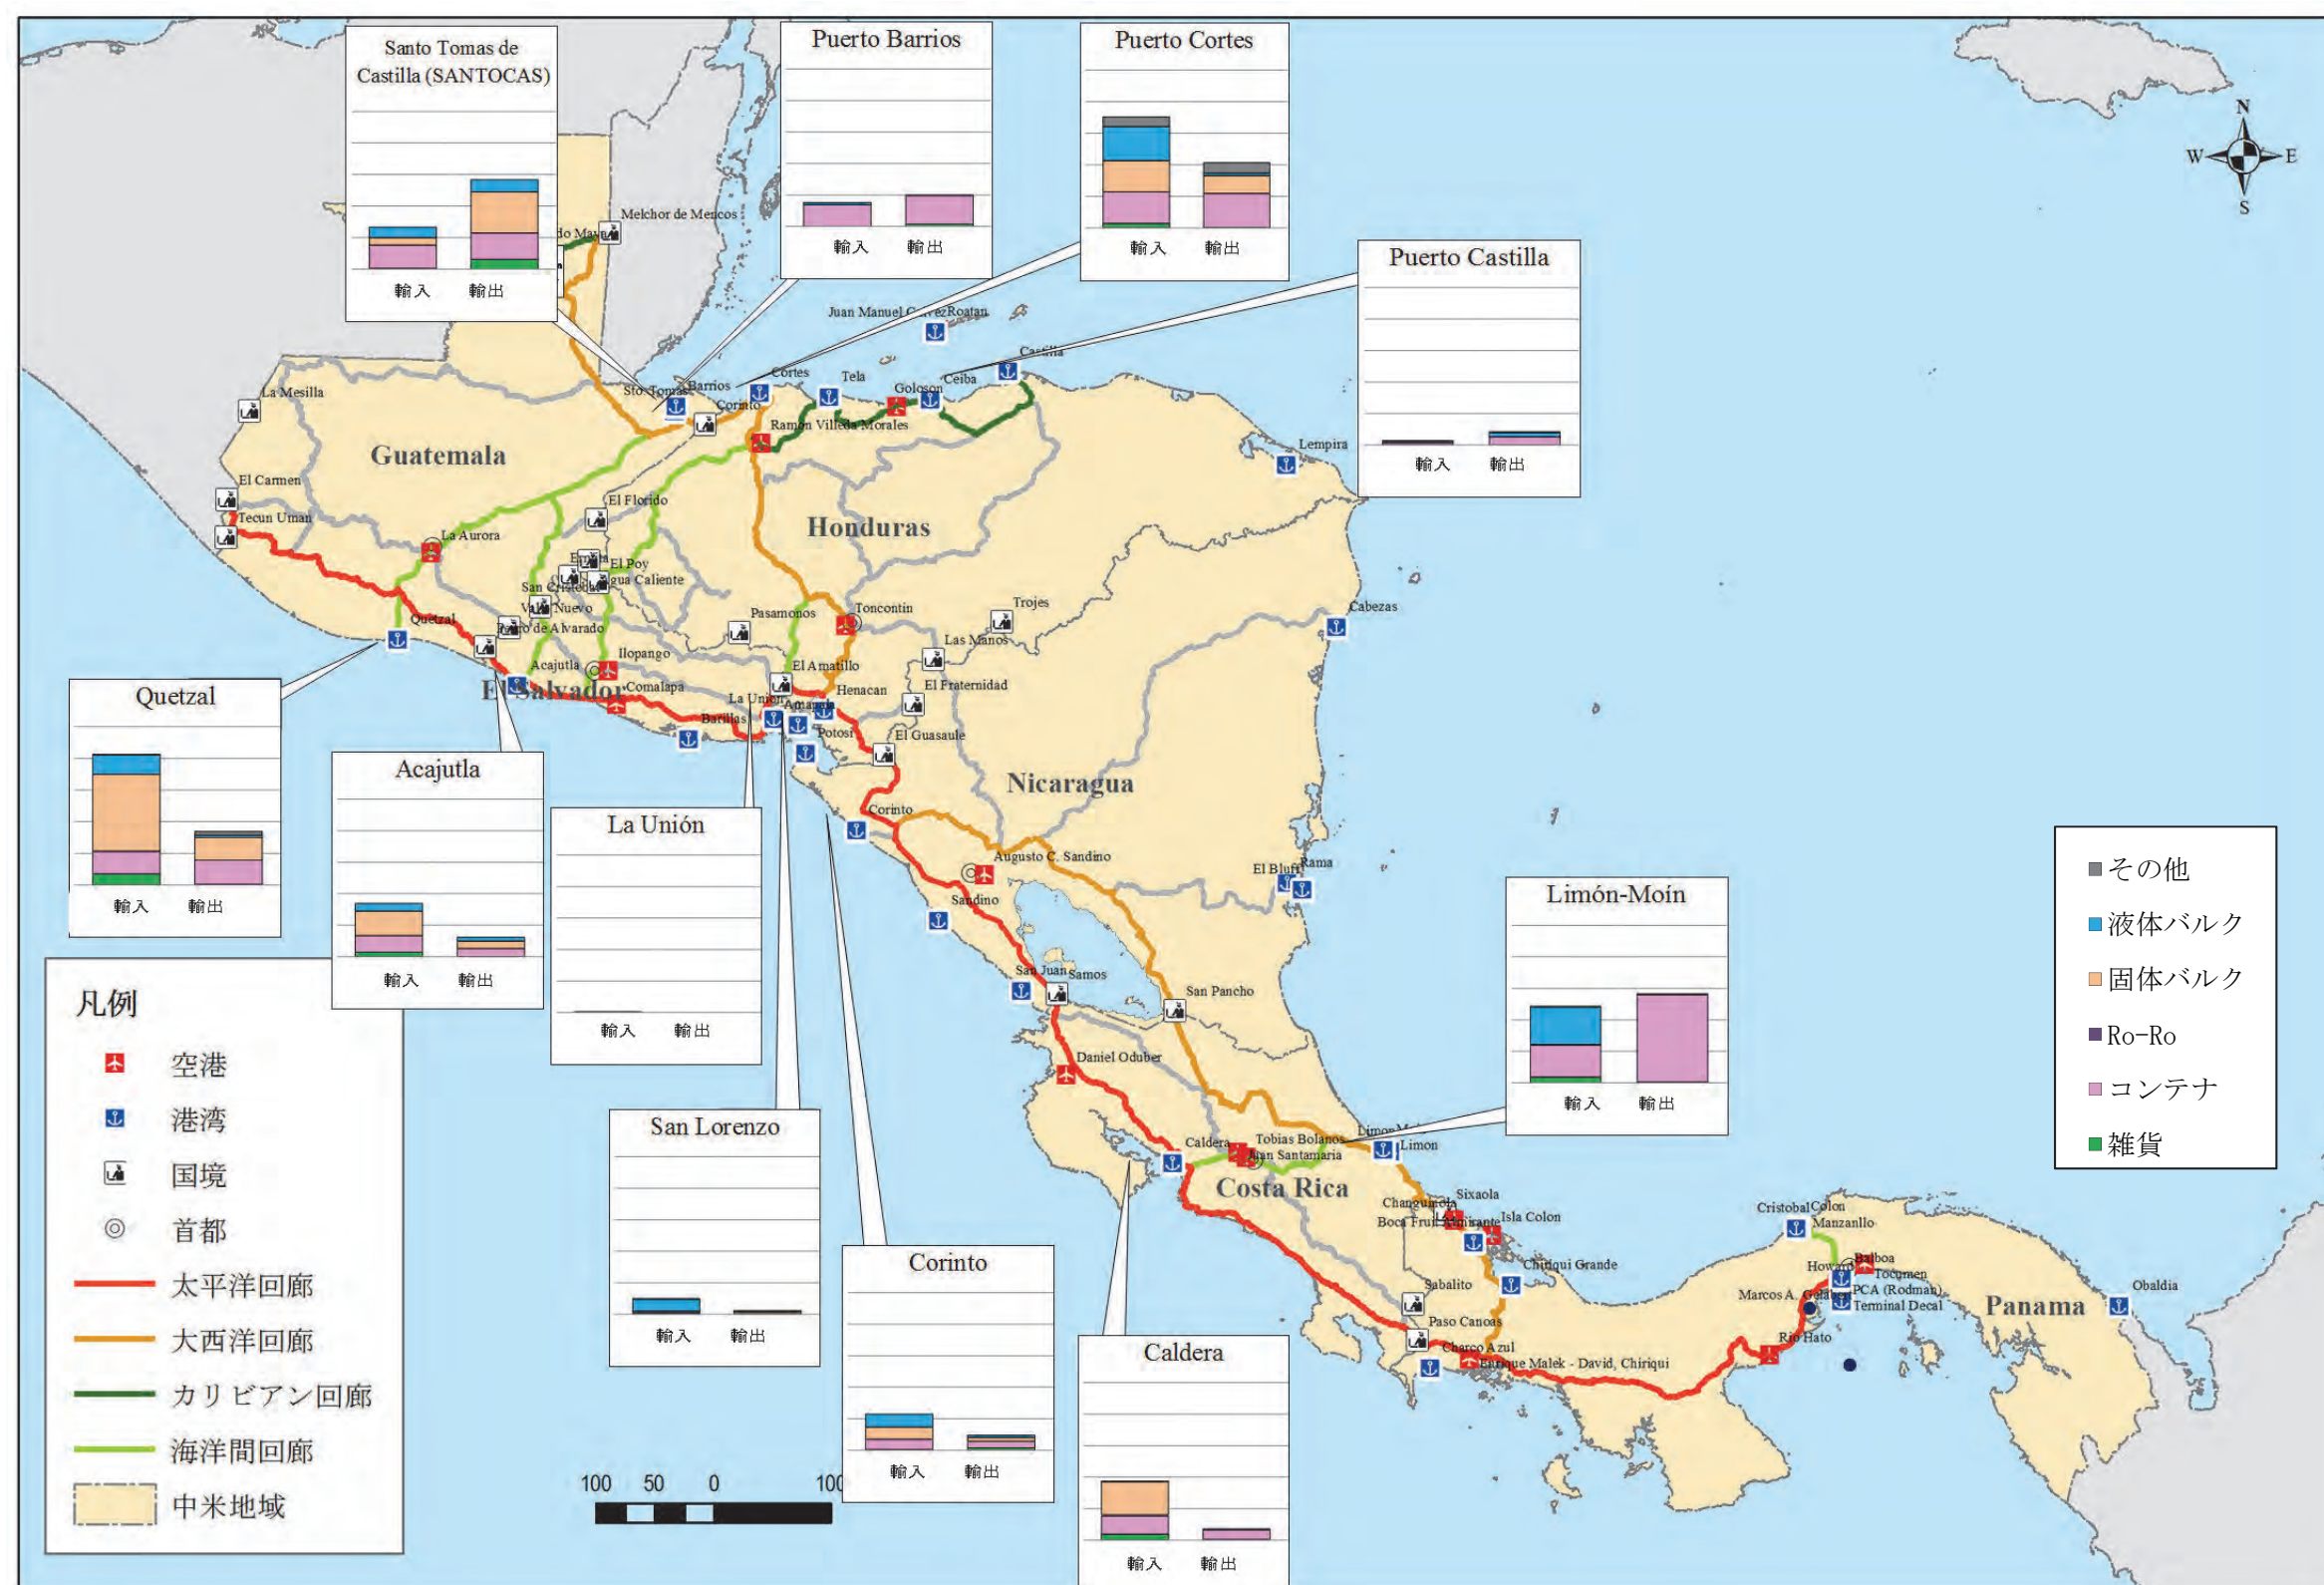 Santo Tomas de
Castilla (SANTOCAS)
輸入 輸出
Puerto Barrios
輸入 輸出
Puerto Cortes
輸入 輸出
Puerto Castilla
輸入 輸出
N
W E
S
Melchor de Mencos
Roatan
Castilla
Ceiba
Goloson
Tela
Cortes
Barrios
Sto. Tomas
Corinto
Ramon Villeda Morales
La Mesilla
Guatemala
El Carmen
Tecun Uman
La Aurora
El Florido
Honduras
Lempira
El Poy
Agua Caliente
San Cristobal
Pasamonos
Toncontin
Trojes
Las Manos
Cabezas
Quetzal
Acajutla
Ilopango
El Salvador
Comalapa
El Amatillo
Henacan
El Fraternidad
La Union
Amapala
Barillas
Potosi
El Guasaule
Nicaragua
Corinto
Augusto C. Sandino
Sandino
El Bluff
Rama
San Juan
Samos
San Pancho
Daniel Oduber
Caldera
Tobias Bolanos
Juan Santamaria
Limon
Costa Rica
Sixaola
Changuinola
Isla Colon
Chiriqui Grande
Sabalito
Paso Canoas
Charco Azul
Enrique Malek - David, Chiriqui
Cristobal
Colon
Manzanllo
Balboa
Howard
Tocumen
PCA (Rodman)
Terminal Decal
Rio Hato
Panama
Obaldia
Quetzal
輸入 輸出
Acajutla
輸入 輸出
La Unión
輸入 輸出
San Lorenzo
輸入 輸出
Corinto
輸入 輸出
Caldera
輸入 輸出
Limón-Moín
輸入 輸出
その他
液体バルク
固体バルク
Ro-Ro
コンテナ
雑貨
凡例
空港
港湾
国境
首都
太平洋回廊
大西洋回廊
カリビアン回廊
海洋間回廊
中米地域
100 50 0 100